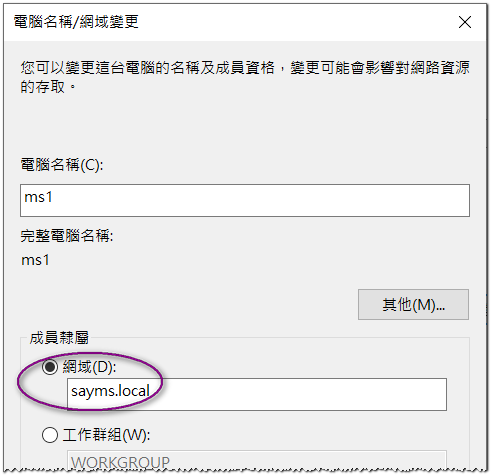 電腦名稱/網域變更
您可以變更這台電腦的名稱及成員資格，變更可能會影響對網路資源
的存取。
電腦名稱(C):
ms1
完整電腦名稱:
ms1
其他(M)...
成員隸屬
網域(D):
sayms.local
工作群組(W):
WORKGROUP